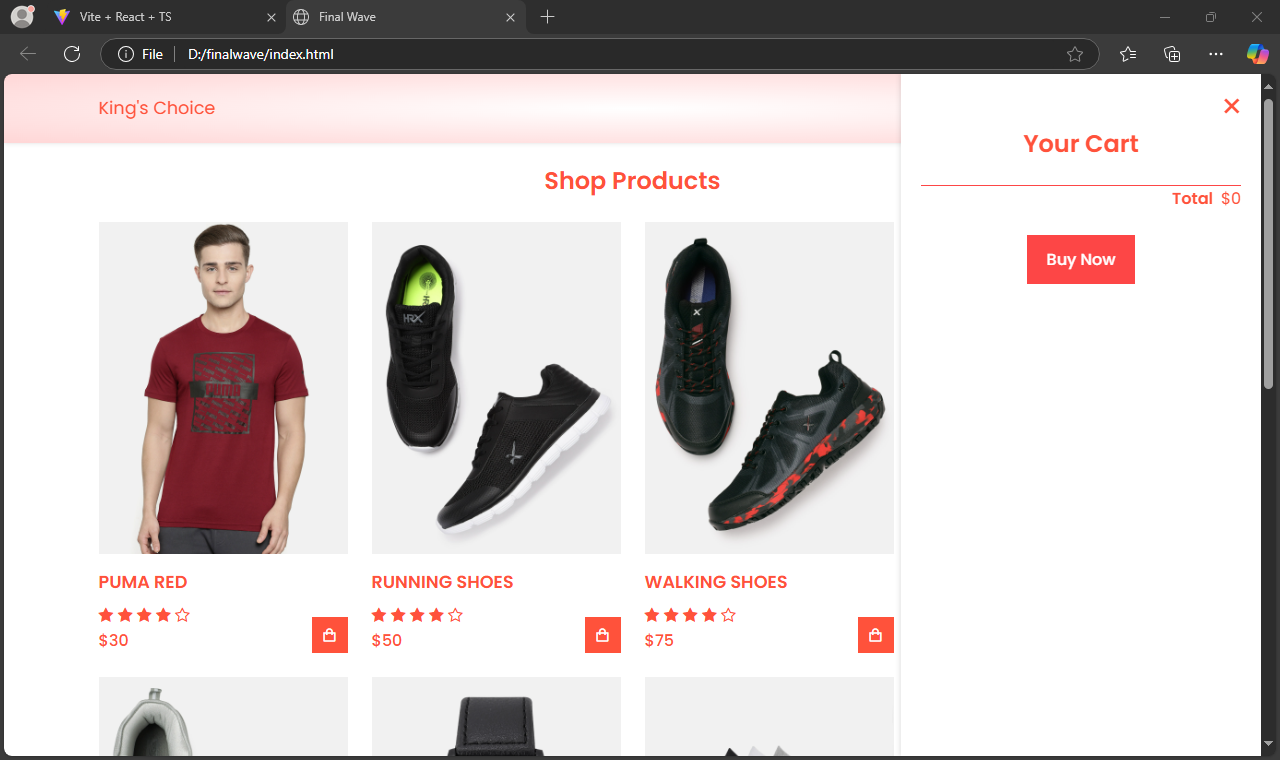 Vite + React + TS
Final Wave
File
D:/finalwave/index.html
King's Choice
Your Cart
Total $0
Buy Now
Shop Products
HRX
PUMA RED
RUNNING SHOES
WALKING SHOES
$30
$50
$75